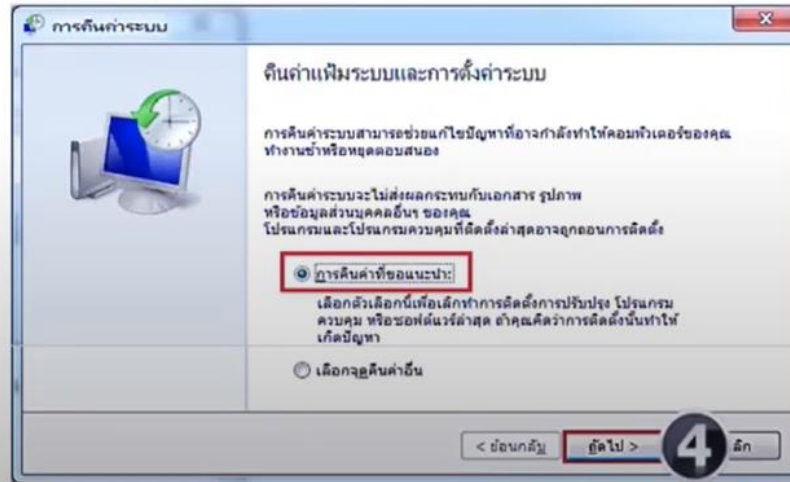 การคืนค่าระบบ
คืนค่าแฟ้มระบบและการตั้งค่าระบบ
การคืนค่าระบบสามารถช่วยแก้ไขปัญหาที่อาจกำลังทำให้คอมพิวเตอร์ของคุณ
ทำงานช้าหรือหยุดตอบสนอง
การคืนค่าระบบจะไม่ส่งผลกระทบกับเอกสาร รูปภาพ
หรือข้อมูลส่วนบุคคลอื่นๆ ของคุณ
โปรแกรมและโปรแกรมควบคุมที่ติดตั้งล่าสุดอาจถูกถอนการติดตั้ง
การคืนค่าที่ขอแนะนำ:
เลือกตัวเลือกนี้เพื่อเลิกทำการติดตั้งการปรับปรุง โปรแกรม
ควบคุม หรือซอฟต์แวร์ล่าสุด ถ้าคุณคิดว่าการติดตั้งนั้นทำให้
เกิดปัญหา
เลือกจุดคืนค่าอื่น
< ย้อนกลับ ถัดไป > 4 ลิก